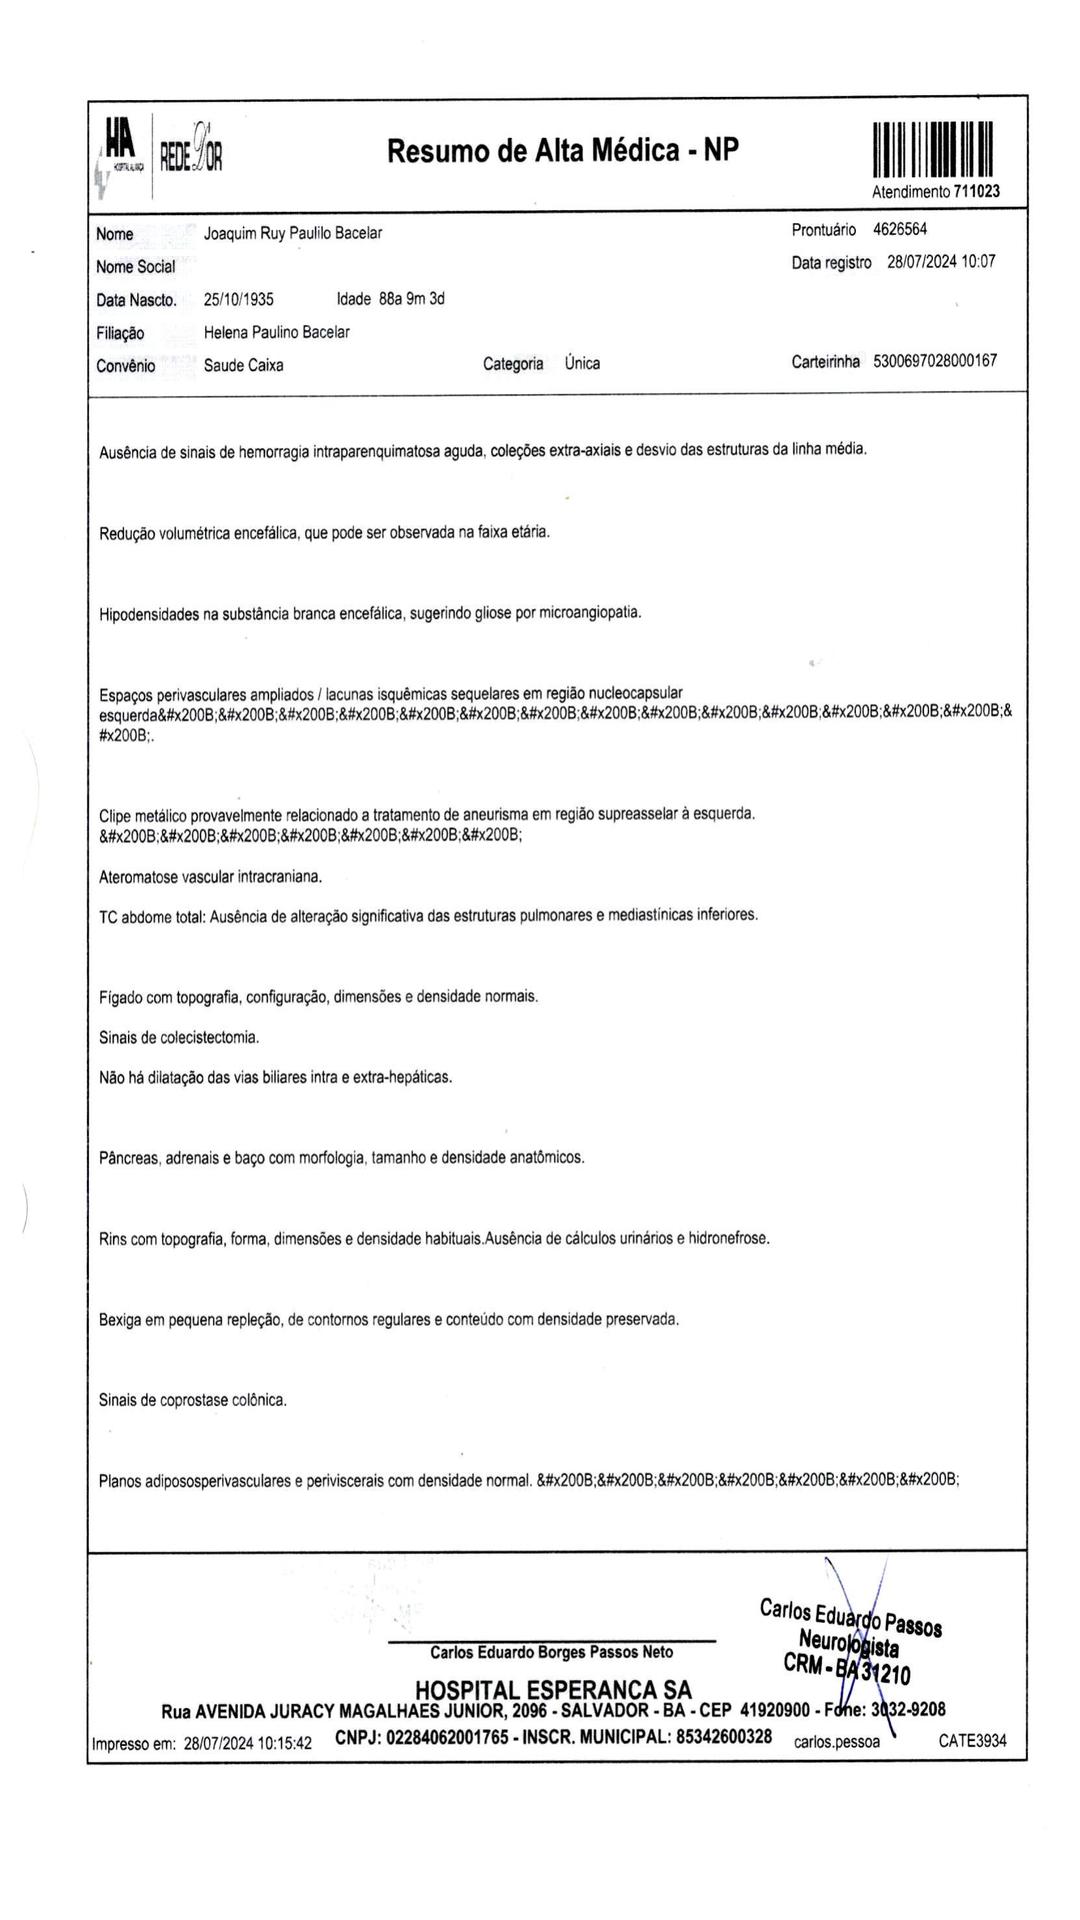 HA
HOSPITAL ALIANÇA
REDE D'OR
Resumo de Alta Médica - NP
Atendimento 711023
Nome Joaquim Ruy Paulilo Bacelar Prontuário 4626564
Nome Social Data registro 28/07/2024 10:07
Data Nascto. 25/10/1935 Idade 88a 9m 3d
Filiação Helena Paulino Bacelar
Convênio Saude Caixa Categoria Única Carteirinha 5300697028000167
Ausência de sinais de hemorragia intraparenquimatosa aguda, coleções extra-axiais e desvio das estruturas da linha média.
Redução volumétrica encefálica, que pode ser observada na faixa etária.
Hipodensidades na substância branca encefálica, sugerindo gliose por microangiopatia.
Espaços perivasculares ampliados / lacunas isquêmicas sequelares em região nucleocapsular
esquerda&#x200B;&#x200B;&#x200B;&#x200B;&#x200B;&#x200B;&#x200B;&#x200B;&#x200B;&#x200B;&#x200B;&#x200B;&#x200B;&#x200B;&
#x200B;.
Clipe metálico provavelmente relacionado a tratamento de aneurisma em região supreasselar à esquerda.
&#x200B;&#x200B;&#x200B;&#x200B;&#x200B;&#x200B;&#x200B;
Ateromatose vascular intracraniana.
TC abdome total: Ausência de alteração significativa das estruturas pulmonares e mediastínicas inferiores.
Fígado com topografia, configuração, dimensões e densidade normais.
Sinais de colecistectomia.
Não há dilatação das vias biliares intra e extra-hepáticas.
Pâncreas, adrenais e baço com morfologia, tamanho e densidade anatômicos.
Rins com topografia, forma, dimensões e densidade habituais.Ausência de cálculos urinários e hidronefrose.
Bexiga em pequena repleção, de contornos regulares e conteúdo com densidade preservada.
Sinais de coprostase colônica.
Planos adipososperivasculares e periviscerais com densidade normal. &#x200B;&#x200B;&#x200B;&#x200B;&#x200B;&#x200B;&#x200B;
Carlos Eduardo Passos
Neurologista
CRM - BA 31210
Carlos Eduardo Borges Passos Neto
HOSPITAL ESPERANCA SA
Rua AVENIDA JURACY MAGALHAES JUNIOR, 2096 - SALVADOR - BA - CEP 41920900 - Fone: 3032-9208
Impresso em: 28/07/2024 10:15:42 CNPJ: 02284062001765 - INSCR. MUNICIPAL: 85342600328 carlos.pessoa CATE3934